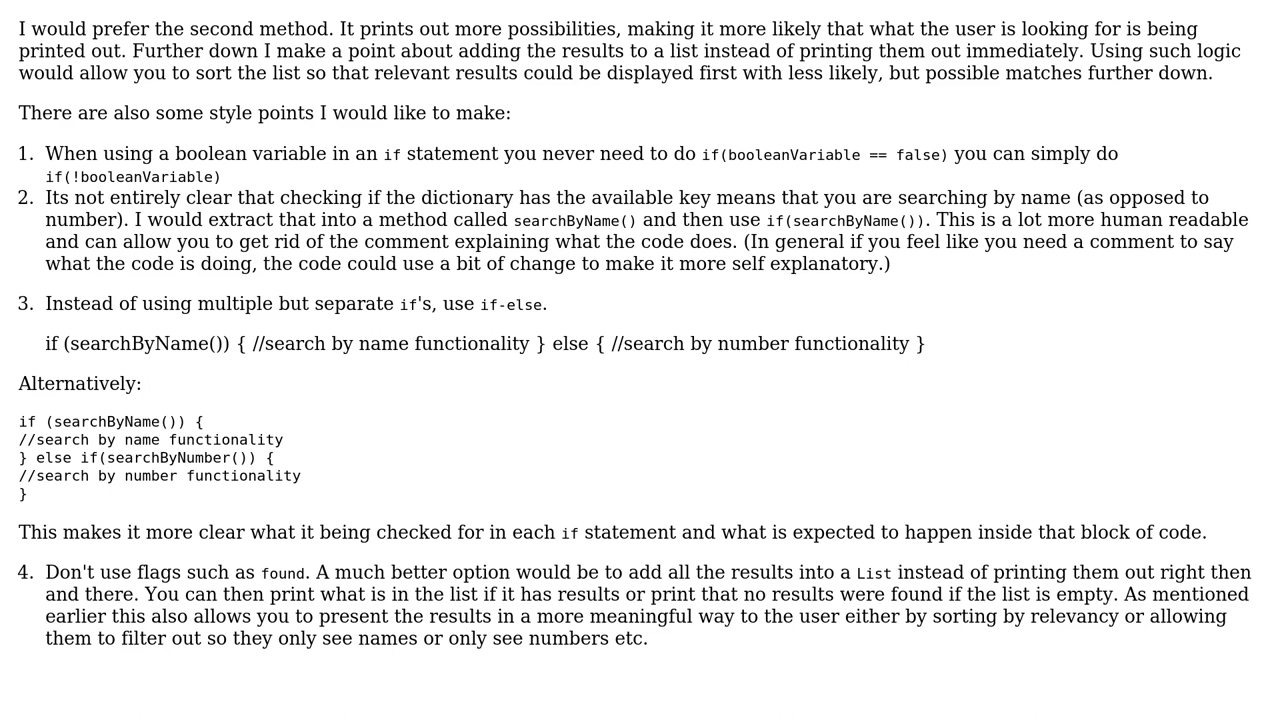 I would prefer the second method. It prints out more possibilities, making it more likely that what the user is looking for is being
printed out. Further down I make a point about adding the results to a list instead of printing them out immediately. Using such logic
would allow you to sort the list so that relevant results could be displayed first with less likely, but possible matches further down.
There are also some style points I would like to make:
1. When using a boolean variable in an if statement you never need to do if(booleanVariable == false) you can simply do
if(!booleanVariable)
2. Its not entirely clear that checking if the dictionary has the available key means that you are searching by name (as opposed to
number). I would extract that into a method called searchByName() and then use if(searchByName()). This is a lot more human readable
and can allow you to get rid of the comment explaining what the code does. (In general if you feel like you need a comment to say
what the code is doing, the code could use a bit of change to make it more self explanatory.)
3. Instead of using multiple but separate if's, use if-else.
if (searchByName()) { //search by name functionality } else { //search by number functionality }
Alternatively:
if (searchByName()) {
//search by name functionality
} else if(searchByNumber()) {
//search by number functionality
}
This makes it more clear what it being checked for in each if statement and what is expected to happen inside that block of code.
4. Don't use flags such as found. A much better option would be to add all the results into a List instead of printing them out right then
and there. You can then print what is in the list if it has results or print that no results were found if the list is empty. As mentioned
earlier this also allows you to present the results in a more meaningful way to the user either by sorting by relevancy or allowing
them to filter out so they only see names or only see numbers etc.